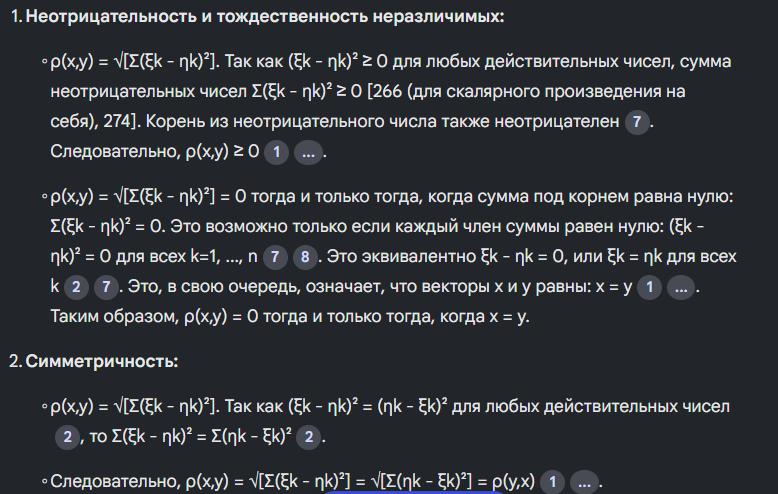 1. Неотрицательность и тождественность неразличимых:
◦ρ(x,y) = √[Σ(ξk - ηk)²]. Так как (ξk - ηk)² ≥ 0 для любых действительных чисел, сумма
неотрицательных чисел Σ(ξk - ηk)² ≥ 0 [266 (для скалярного произведения на
себя), 274]. Корень из неотрицательного числа также неотрицателен 7 .
Следовательно, ρ(x,y) ≥ 0 1 ... .
◦ρ(x,y) = √[Σ(ξk - ηk)²] = 0 тогда и только тогда, когда сумма под корнем равна нулю:
Σ(ξk - ηk)² = 0. Это возможно только если каждый член суммы равен нулю: (ξk -
ηk)² = 0 для всех k=1, ..., n 7 8 . Это эквивалентно ξk - ηk = 0, или ξk = ηk для всех
k 2 7 . Это, в свою очередь, означает, что векторы x и y равны: x = y 1 ... .
Таким образом, ρ(x,y) = 0 тогда и только тогда, когда x = y.
2. Симметричность:
◦ρ(x,y) = √[Σ(ξk - ηk)²]. Так как (ξk - ηk)² = (ηk - ξk)² для любых действительных чисел
2 , то Σ(ξk - ηk)² = Σ(ηk - ξk)² 2 .
◦Следовательно, ρ(x,y) = √[Σ(ξk - ηk)²] = √[Σ(ηk - ξk)²] = ρ(y,x) 1 ... .